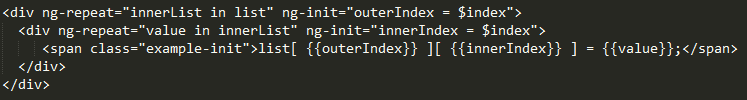 <div ng-repeat="innerList in list" ng-init="outerIndex = $index">
<div ng-repeat="value in innerList" ng-init="innerIndex = $index">
<span class="example-init">list[ {{outerIndex}} ][ {{innerIndex}} ] = {{value}};</span>
</div>
</div>